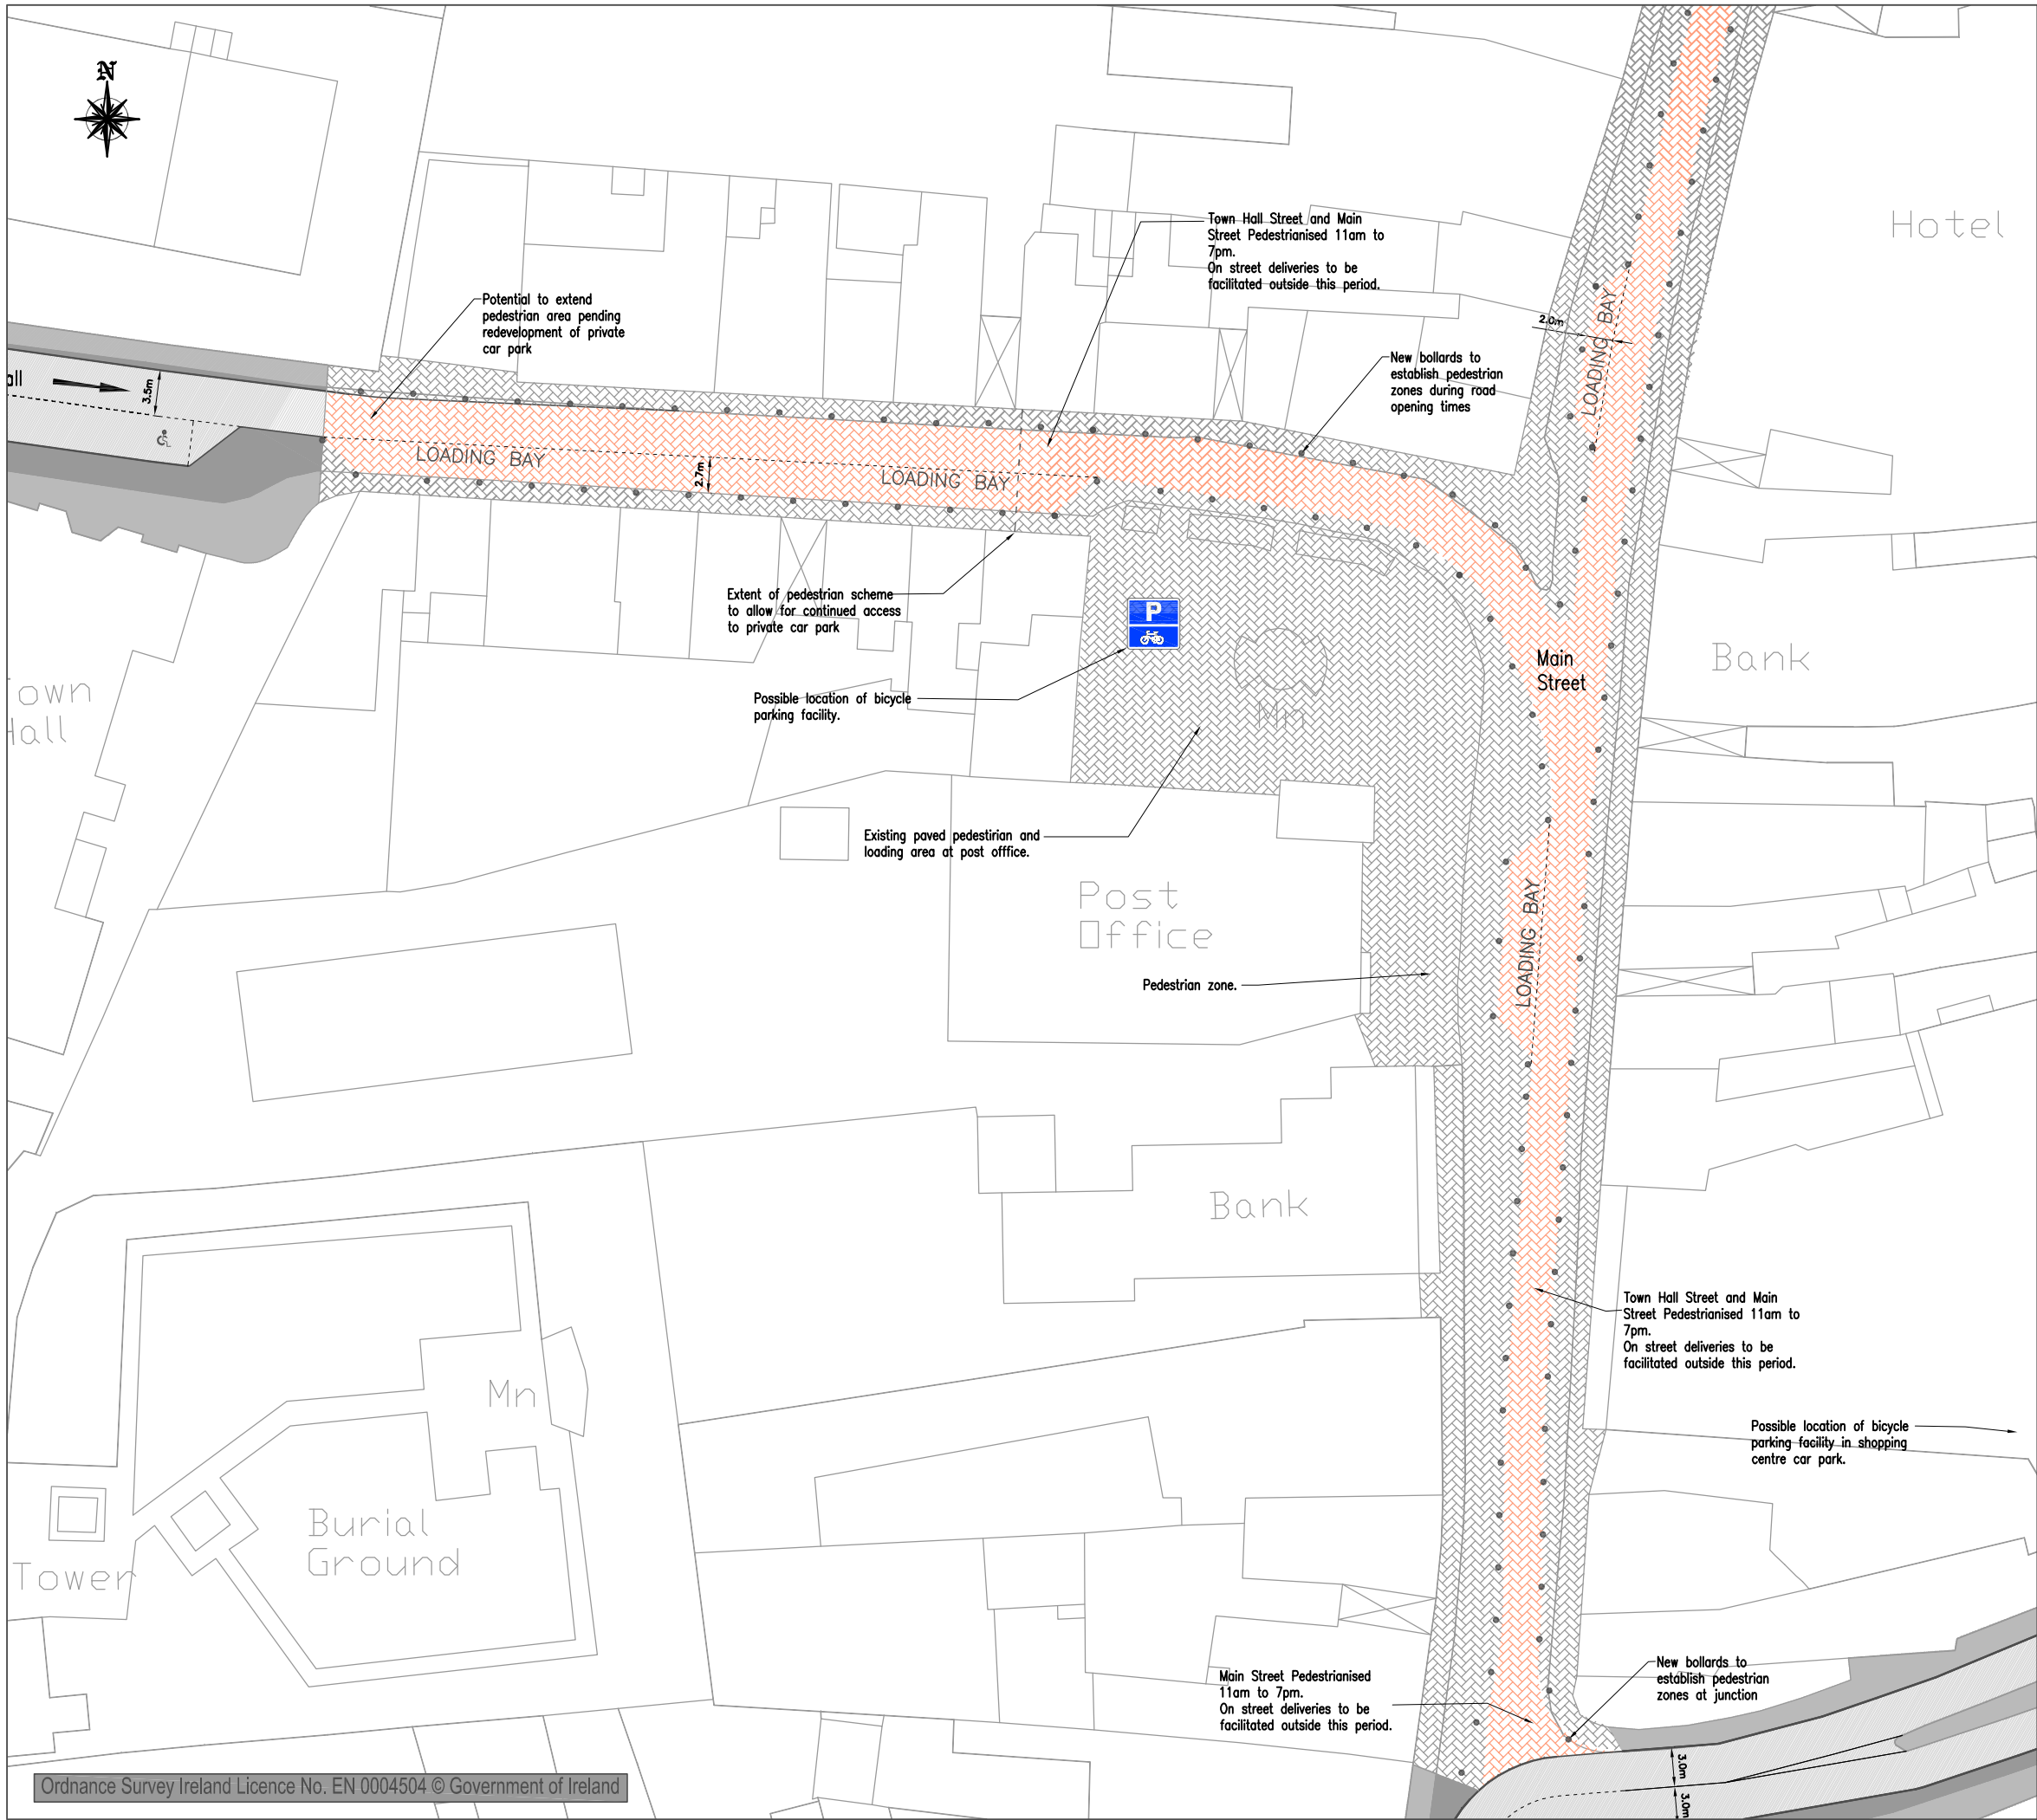 N
Hotel
Town Hall Street and Main
Street Pedestrianised 11am to
7pm.
On street deliveries to be
facilitated outside this period.
Potential to extend
pedestrian area pending
redevelopment of private
car park
2.0m
LOADING BAY
New bollards to
establish pedestrian
zones during road
opening times
all
3.5m
LOADING BAY
2.7m
LOADING BAY
Extent of pedestrian scheme
to allow for continued access
to private car park
P
Main
Street
Bank
own
Hall
Possible location of bicycle
parking facility.
Mn
Existing paved pedestirian and
loading area at post offfice.
Post
Office
LOADING BAY
Pedestrian zone.
Bank
Town Hall Street and Main
Street Pedestrianised 11am to
7pm.
On street deliveries to be
facilitated outside this period.
Mn
Possible location of bicycle
parking facility in shopping
centre car park.
Burial
Ground
Tower
New bollards to
establish pedestrian
zones at junction
Main Street Pedestrianised
11am to 7pm.
On street deliveries to be
facilitated outside this period.
3.0m
3.0m
Ordnance Survey Ireland Licence No. EN 0004504 © Government of Ireland